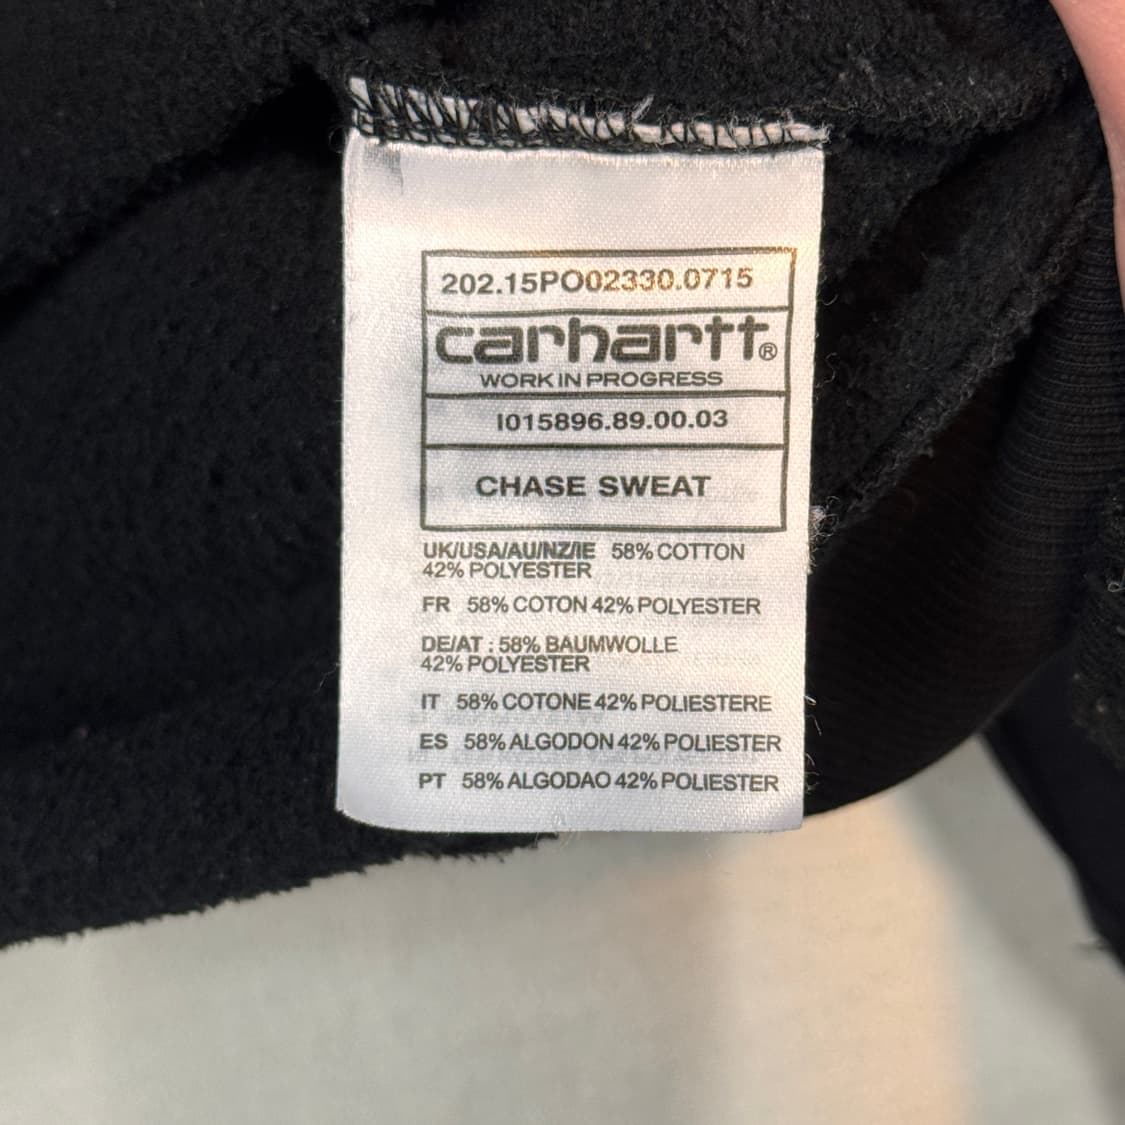 202.15PO02330.0715
carhartt®
WORK IN PROGRESS
I015896.89.00.03
CHASE SWEAT
UK/USA/AU/NZ/IE 58% COTTON
42% POLYESTER
FR 58% COTON 42% POLYESTER
DE/AT : 58% BAUMWOLLE
42% POLYESTER
IT 58% COTONE 42% POLIESTERE
ES 58% ALGODON 42% POLIESTER
PT 58% ALGODAO 42% POLIESTER